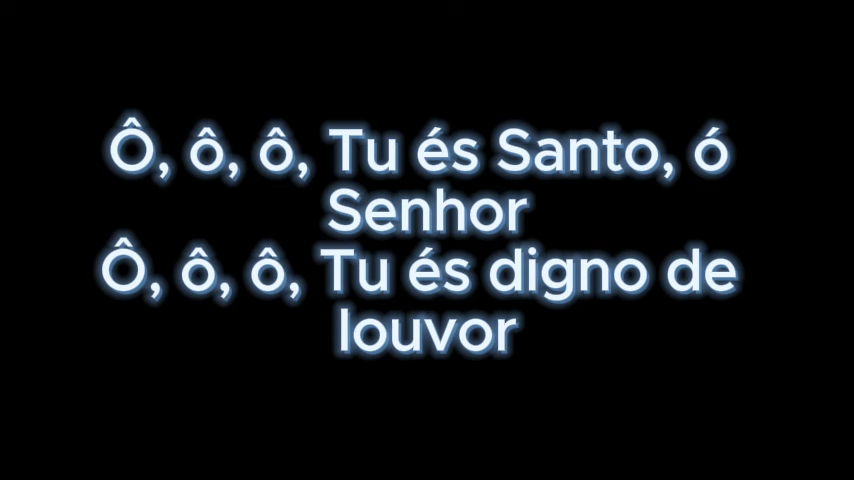 Ô, ô, ô, Tu és Santo, ó
Senhor
Ô, ô, ô, Tu és digno de
louvor